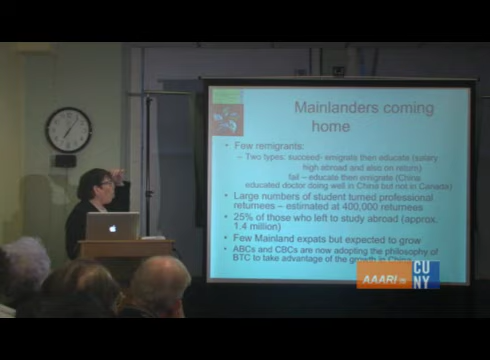 Mainlanders coming
home
• Few remigrants:
– Two types: succeed- emigrate then educate (salary
high abroad and also on return)
fail – educate then emigrate (China
educated doctor doing well in China but not in Canada)
• Large numbers of student turned professional
returnees – estimated at 400,000 returnees
• 25% of those who left to study abroad (approx.
1.4 million)
• Few Mainland expats but expected to grow
• ABCs and CBCs are now adopting the philosophy of
BTC to take advantage of the growth in China
AAARI TV
CU
NY